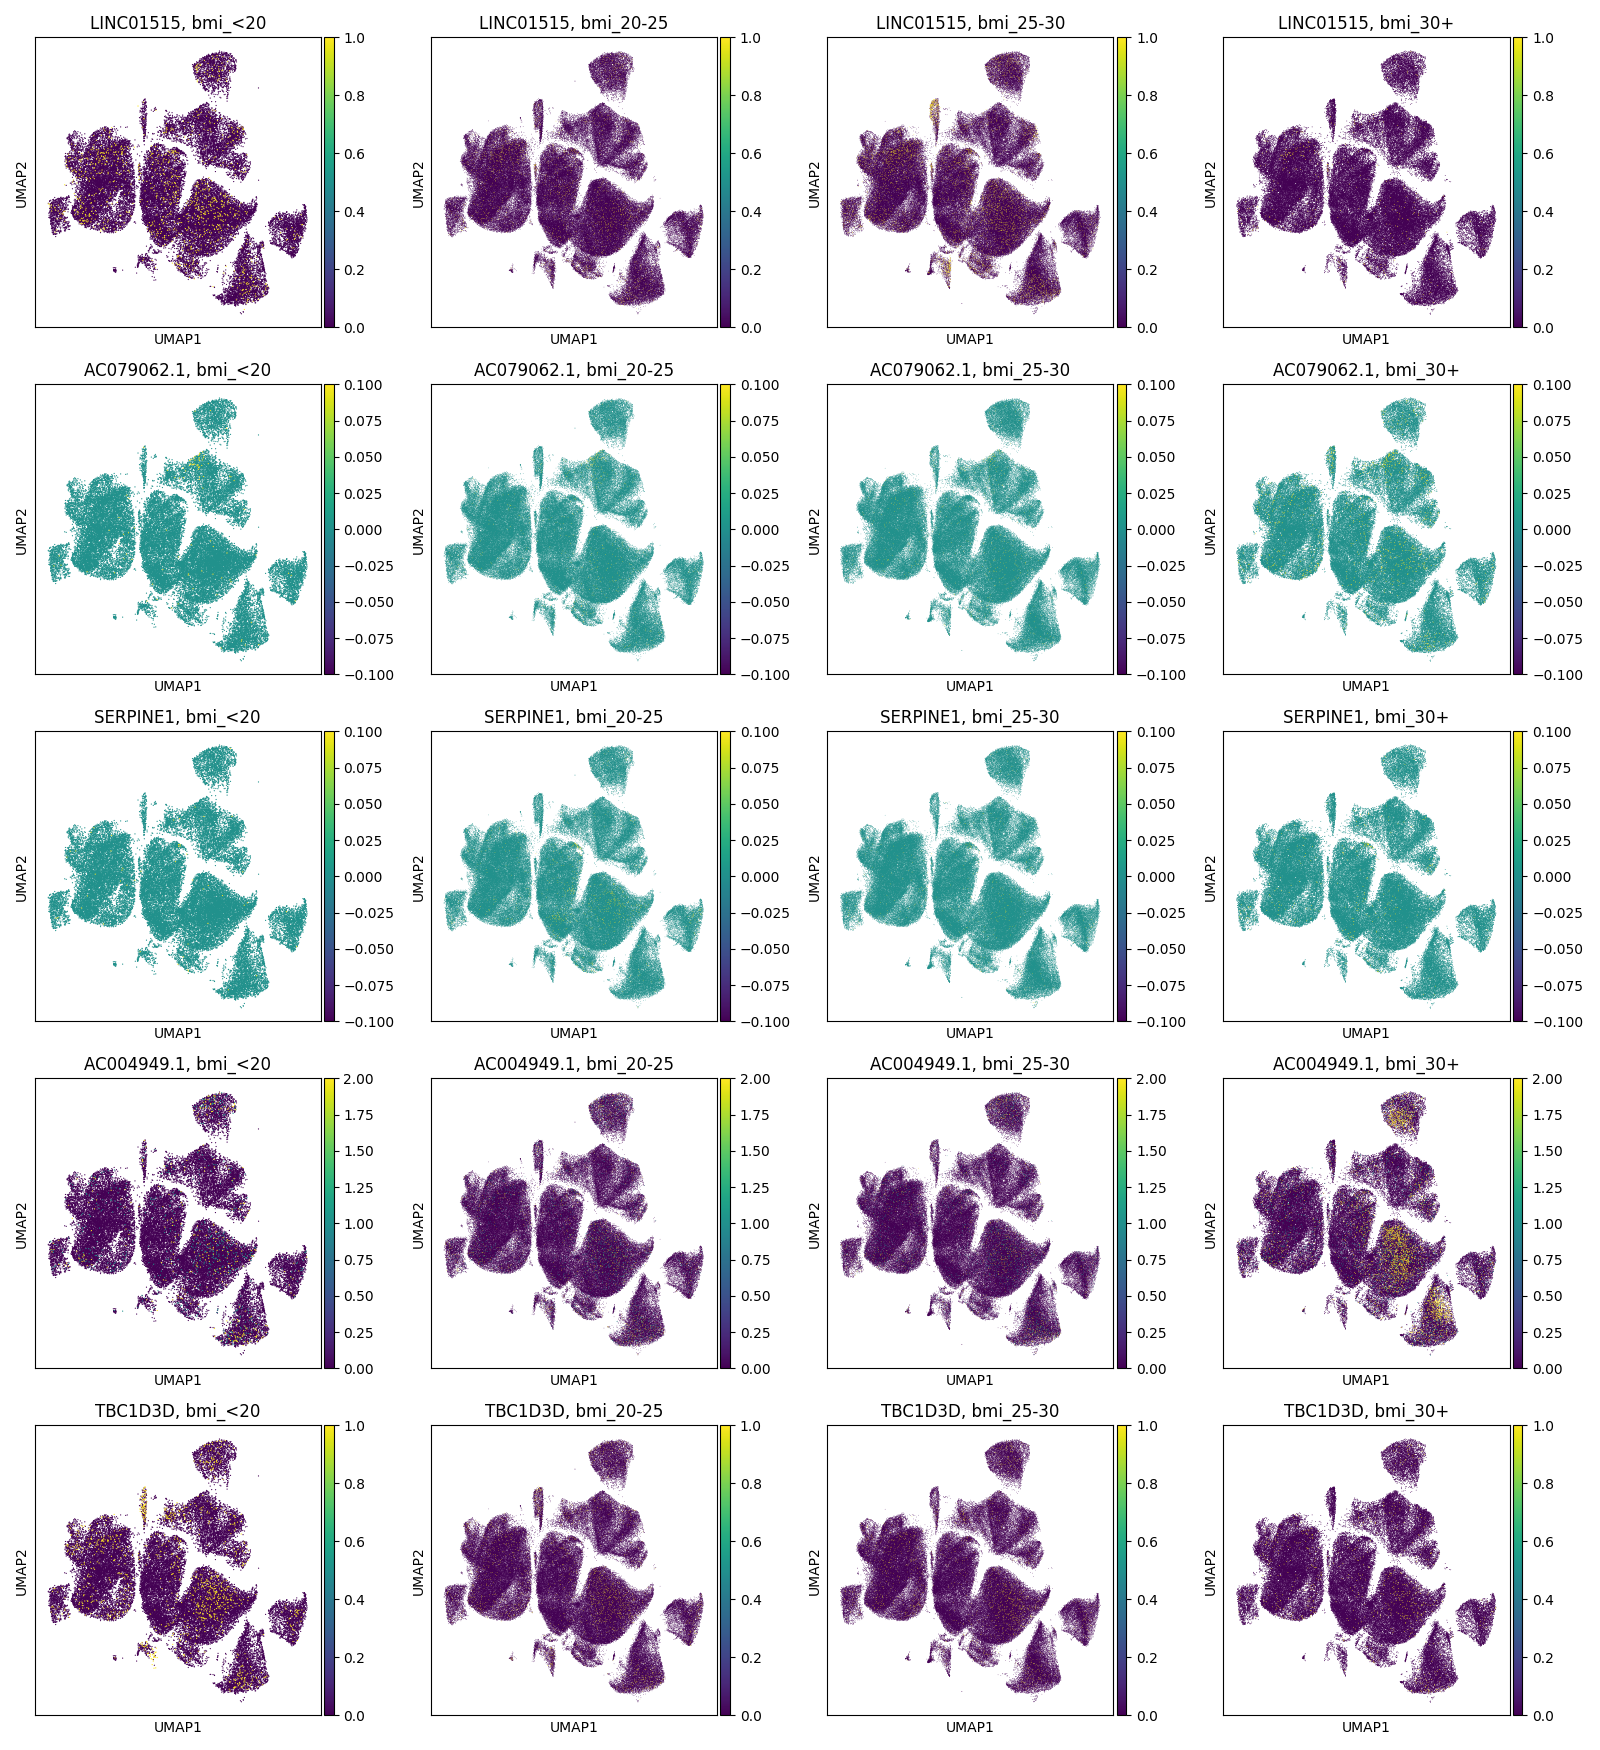 LINC01515, bmi_<20 LINC01515, bmi_20-25 LINC01515, bmi_25-30 LINC01515, bmi_30+
1.0 1.0 1.0 1.0
0.8 0.8 0.8 0.8
0.6 0.6 0.6 0.6
UMAP2 UMAP2 UMAP2 UMAP2
0.4 0.4 0.4 0.4
0.2 0.2 0.2 0.2
0.0 0.0 0.0 0.0
UMAP1 UMAP1 UMAP1 UMAP1
AC079062.1, bmi_<20 AC079062.1, bmi_20-25 AC079062.1, bmi_25-30 AC079062.1, bmi_30+
0.100 0.100 0.100 0.100
0.075 0.075 0.075 0.075
0.050 0.050 0.050 0.050
0.025 0.025 0.025 0.025
UMAP2 UMAP2 UMAP2 UMAP2
0.000 0.000 0.000 0.000
−0.025 −0.025 −0.025 −0.025
−0.050 −0.050 −0.050 −0.050
−0.075 −0.075 −0.075 −0.075
−0.100 −0.100 −0.100 −0.100
UMAP1 UMAP1 UMAP1 UMAP1
SERPINE1, bmi_<20 SERPINE1, bmi_20-25 SERPINE1, bmi_25-30 SERPINE1, bmi_30+
0.100 0.100 0.100 0.100
0.075 0.075 0.075 0.075
0.050 0.050 0.050 0.050
0.025 0.025 0.025 0.025
UMAP2 UMAP2 UMAP2 UMAP2
0.000 0.000 0.000 0.000
−0.025 −0.025 −0.025 −0.025
−0.050 −0.050 −0.050 −0.050
−0.075 −0.075 −0.075 −0.075
−0.100 −0.100 −0.100 −0.100
UMAP1 UMAP1 UMAP1 UMAP1
AC004949.1, bmi_<20 AC004949.1, bmi_20-25 AC004949.1, bmi_25-30 AC004949.1, bmi_30+
2.00 2.00 2.00 2.00
1.75 1.75 1.75 1.75
1.50 1.50 1.50 1.50
1.25 1.25 1.25 1.25
UMAP2 UMAP2 UMAP2 UMAP2
1.00 1.00 1.00 1.00
0.75 0.75 0.75 0.75
0.50 0.50 0.50 0.50
0.25 0.25 0.25 0.25
0.00 0.00 0.00 0.00
UMAP1 UMAP1 UMAP1 UMAP1
TBC1D3D, bmi_<20 TBC1D3D, bmi_20-25 TBC1D3D, bmi_25-30 TBC1D3D, bmi_30+
1.0 1.0 1.0 1.0
0.8 0.8 0.8 0.8
0.6 0.6 0.6 0.6
UMAP2 UMAP2 UMAP2 UMAP2
0.4 0.4 0.4 0.4
0.2 0.2 0.2 0.2
0.0 0.0 0.0 0.0
UMAP1 UMAP1 UMAP1 UMAP1